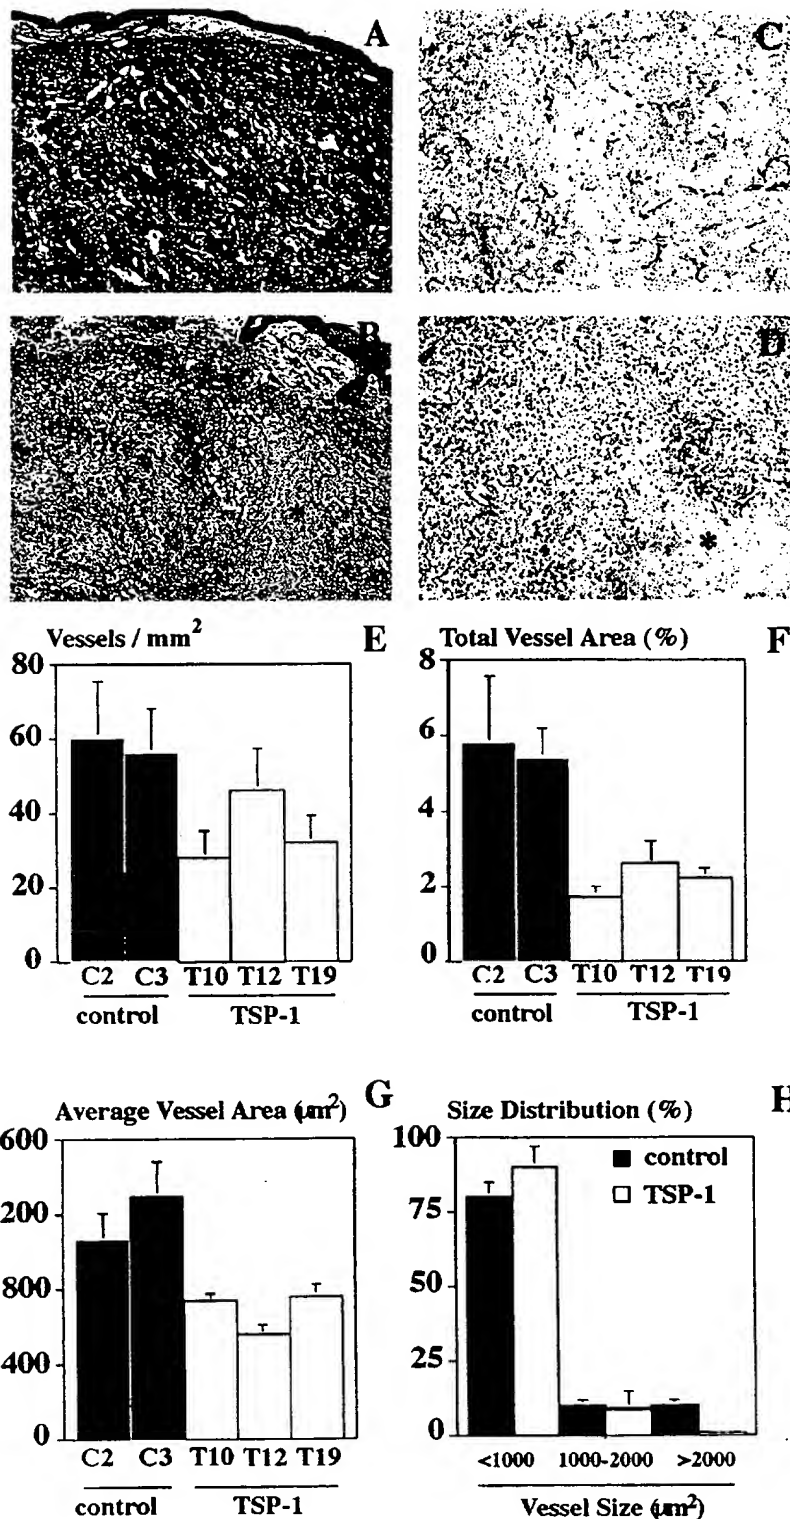 A
C
B
D
*
Vessels / mm²
E
80
60
40
20
0
C2 C3 T10 T12 T19
control TSP-1
Total Vessel Area (%)
F
8
6
4
2
0
C2 C3 T10 T12 T19
control TSP-1
Average Vessel Area (µm²)
G
600
200
800
400
0
C2 C3 T10 T12 T19
control TSP-1
Size Distribution (%)
H
100
75
50
25
0
control
TSP-1
<1000 1000-2000 >2000
Vessel Size (µm²)